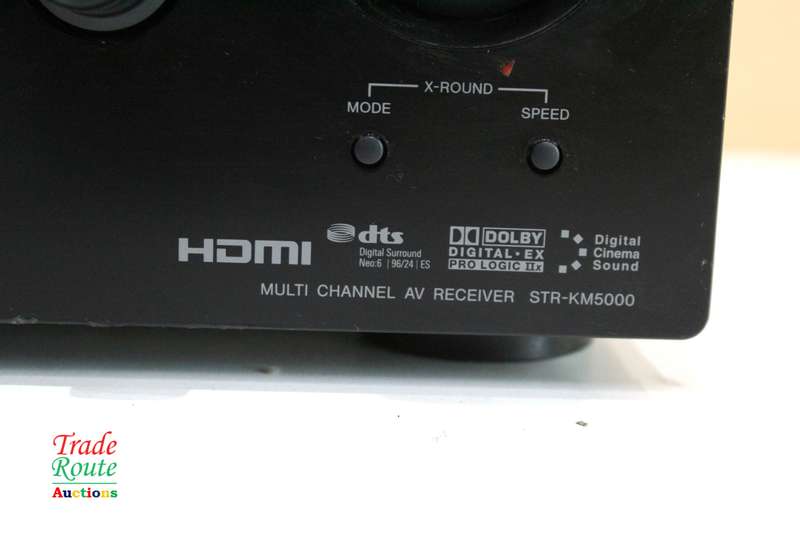 X-ROUND
MODE
SPEED
HDMI
dts
Digital Surround
Neo:6 | 96/24 | ES
DOLBY
DIGITAL·EX
PRO LOGIC IIx
Digital
Cinema
Sound
MULTI CHANNEL AV RECEIVER STR-KM5000
Trade
Route
Auctions